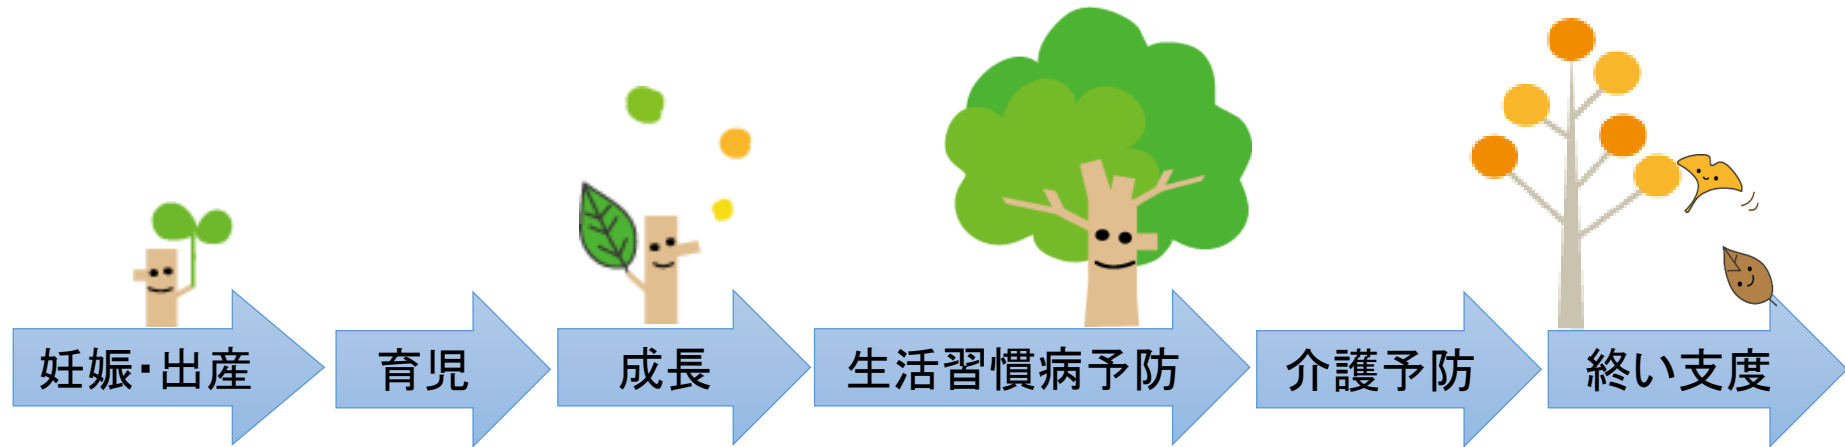 妊娠・出産
育児
成長
生活習慣病予防
介護予防
終い支度